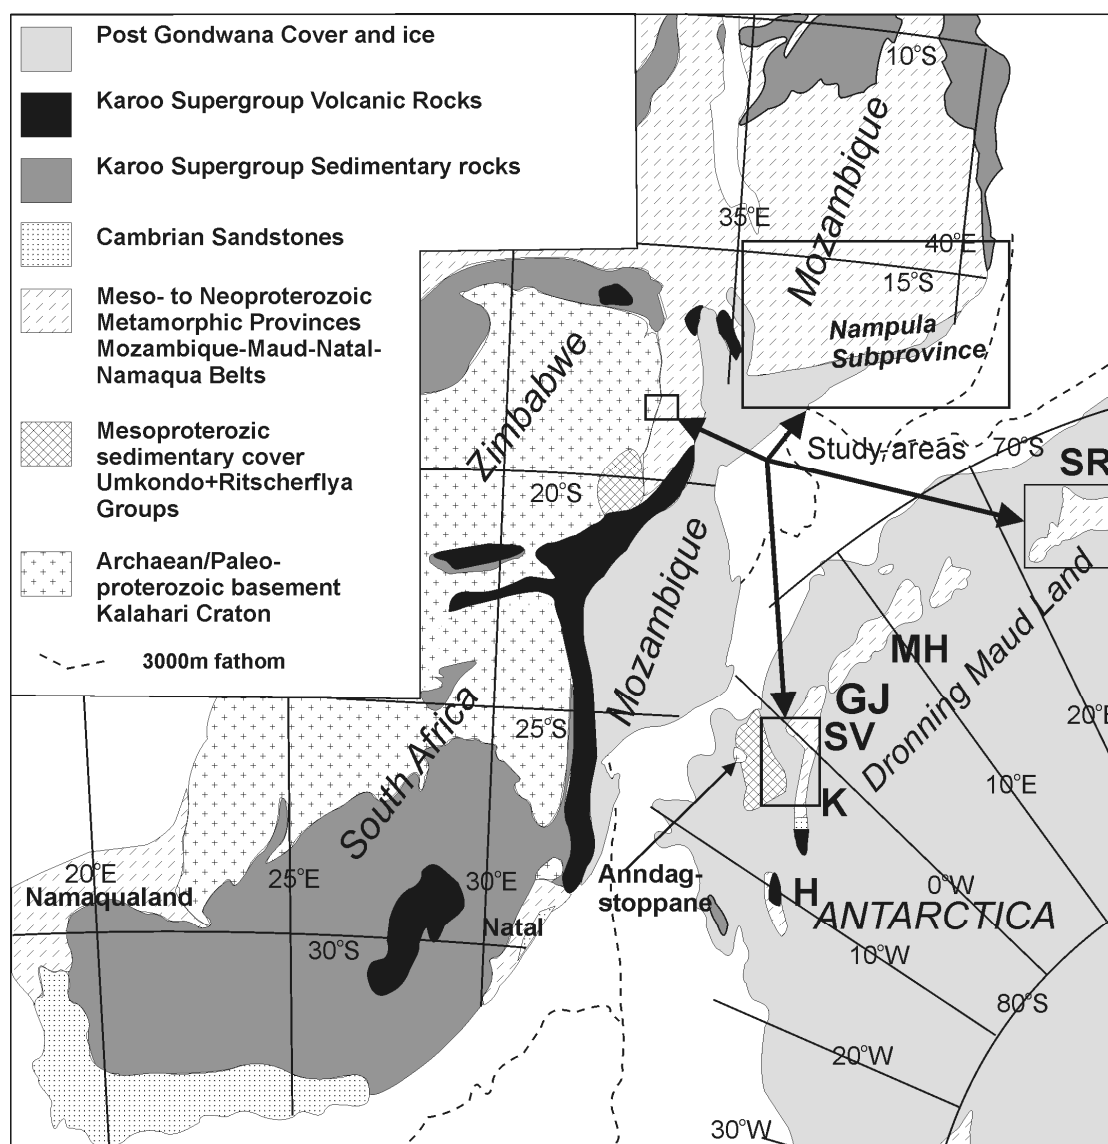 Post Gondwana Cover and ice
Karoo Supergroup Volcanic Rocks
Karoo Supergroup Sedimentary rocks
Cambrian Sandstones
Meso- to Neoproterozoic
Metamorphic Provinces
Mozambique-Maud-Natal-
Namaqua Belts
Mesoproterozic
sedimentary cover
Umkondo+Ritscherflya
Groups
Archaean/Paleo-
proterozoic basement
Kalahari Craton
3000m fathom
10°S
Mozambique
35°E
40°E
15°S
Nampula
Subprovince
Zimbabwe
Study areas
70°S
SR
20°S
Mozambique
MH
GJ
SV
K
Dronning Maud Land
20°E
10°E
25°S
South Africa
20°E
Namaqualand
25°E
30°E
Natal
30°S
Anndag-
stoppane
H
0°W
ANTARCTICA
10°W
80°S
20°W
30°W